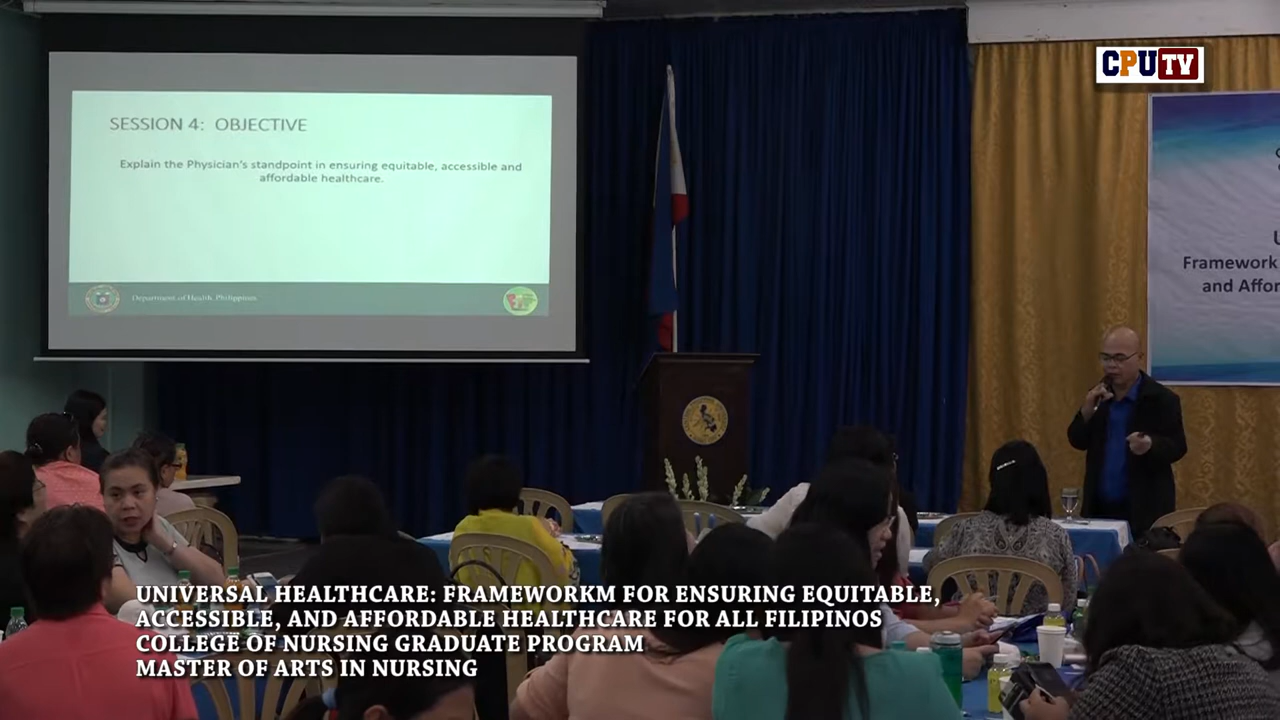 SESSION 4: OBJECTIVE
Explain the Physician's standpoint in ensuring equitable, accessible and
affordable healthcare.
Department of Health. Philippines
CPUTV
Framework
and Affor
UNIVERSAL HEALTHCARE: FRAMEWORKM FOR ENSURING EQUITABLE,
ACCESSIBLE, AND AFFORDABLE HEALTHCARE FOR ALL FILIPINOS
COLLEGE OF NURSING GRADUATE PROGRAM
MASTER OF ARTS IN NURSING